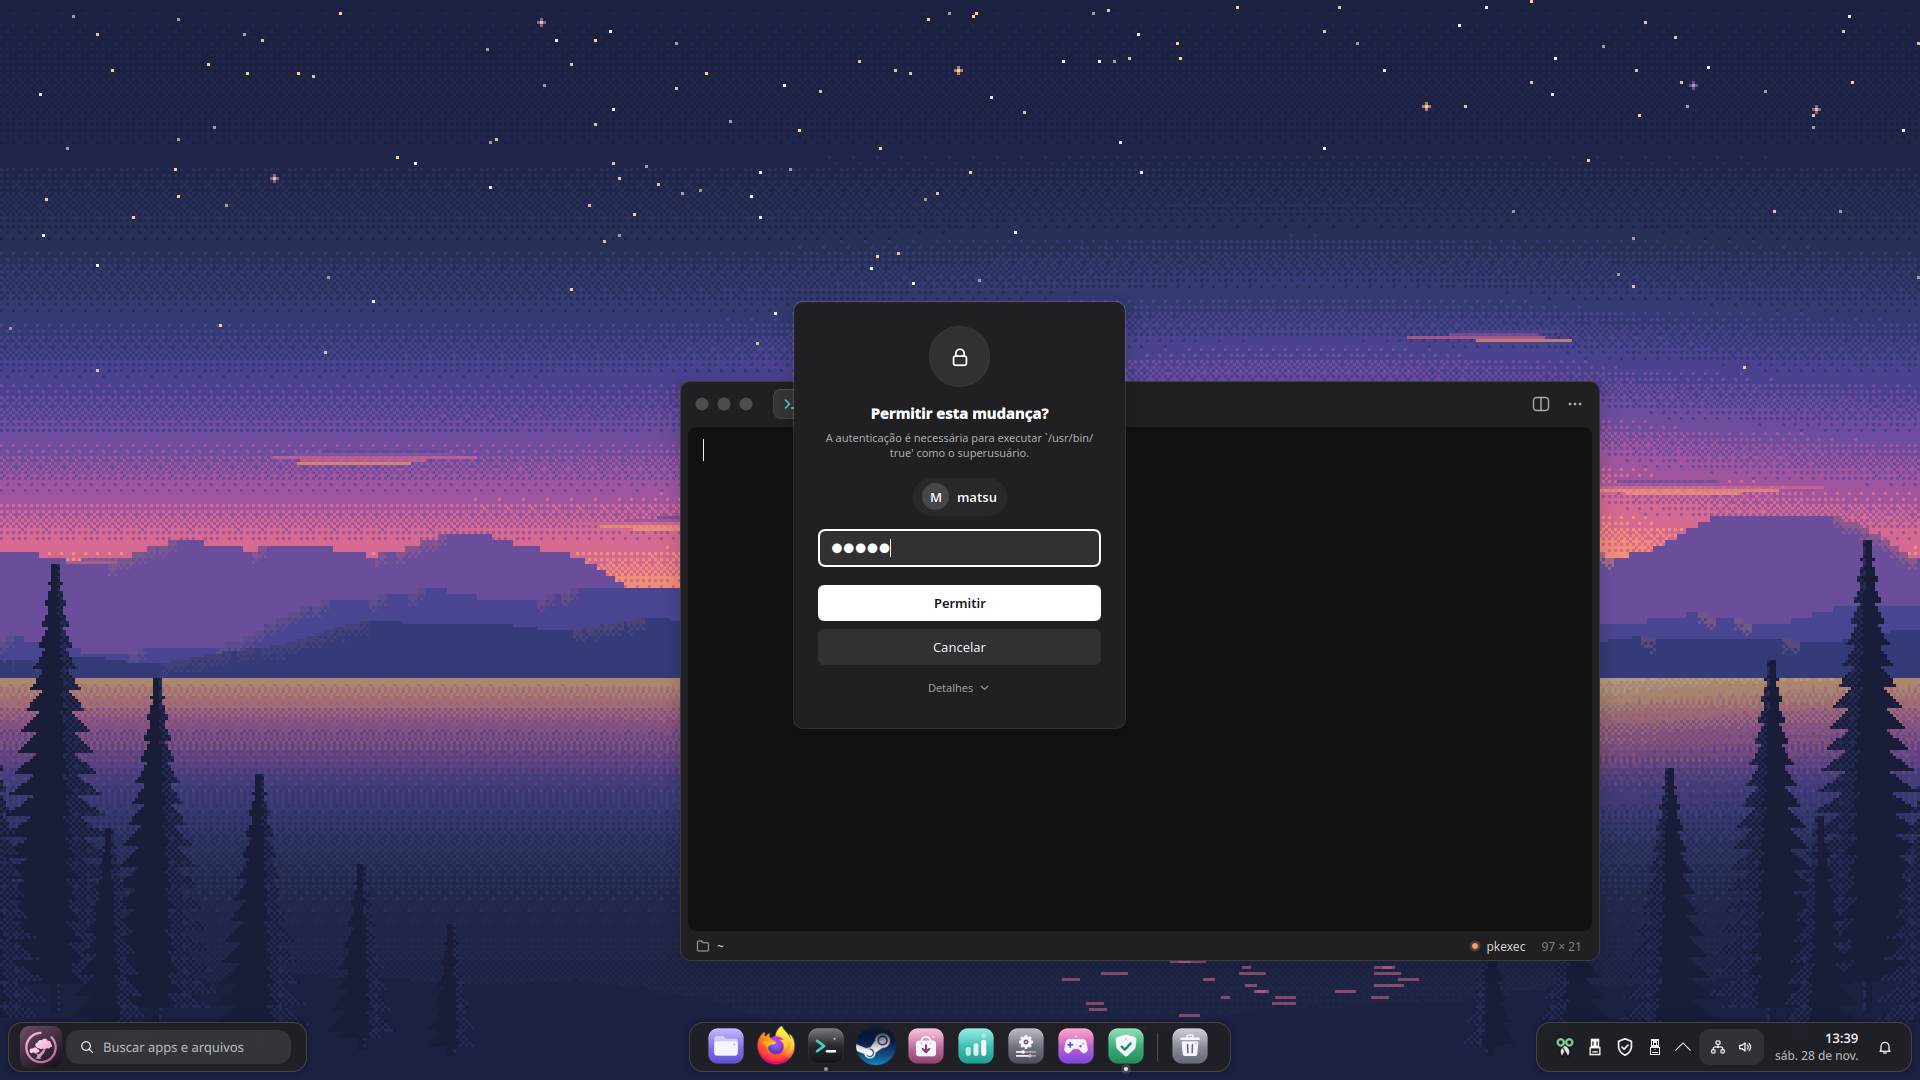 Permitir esta mudança?
A autenticação é necessária para executar `/usr/bin/
true' como o superusuário.
M matsu
●●●●●
Permitir
Cancelar
Detalhes
~
pkexec 97 × 21
Buscar apps e arquivos
13:39
sáb. 28 de nov.